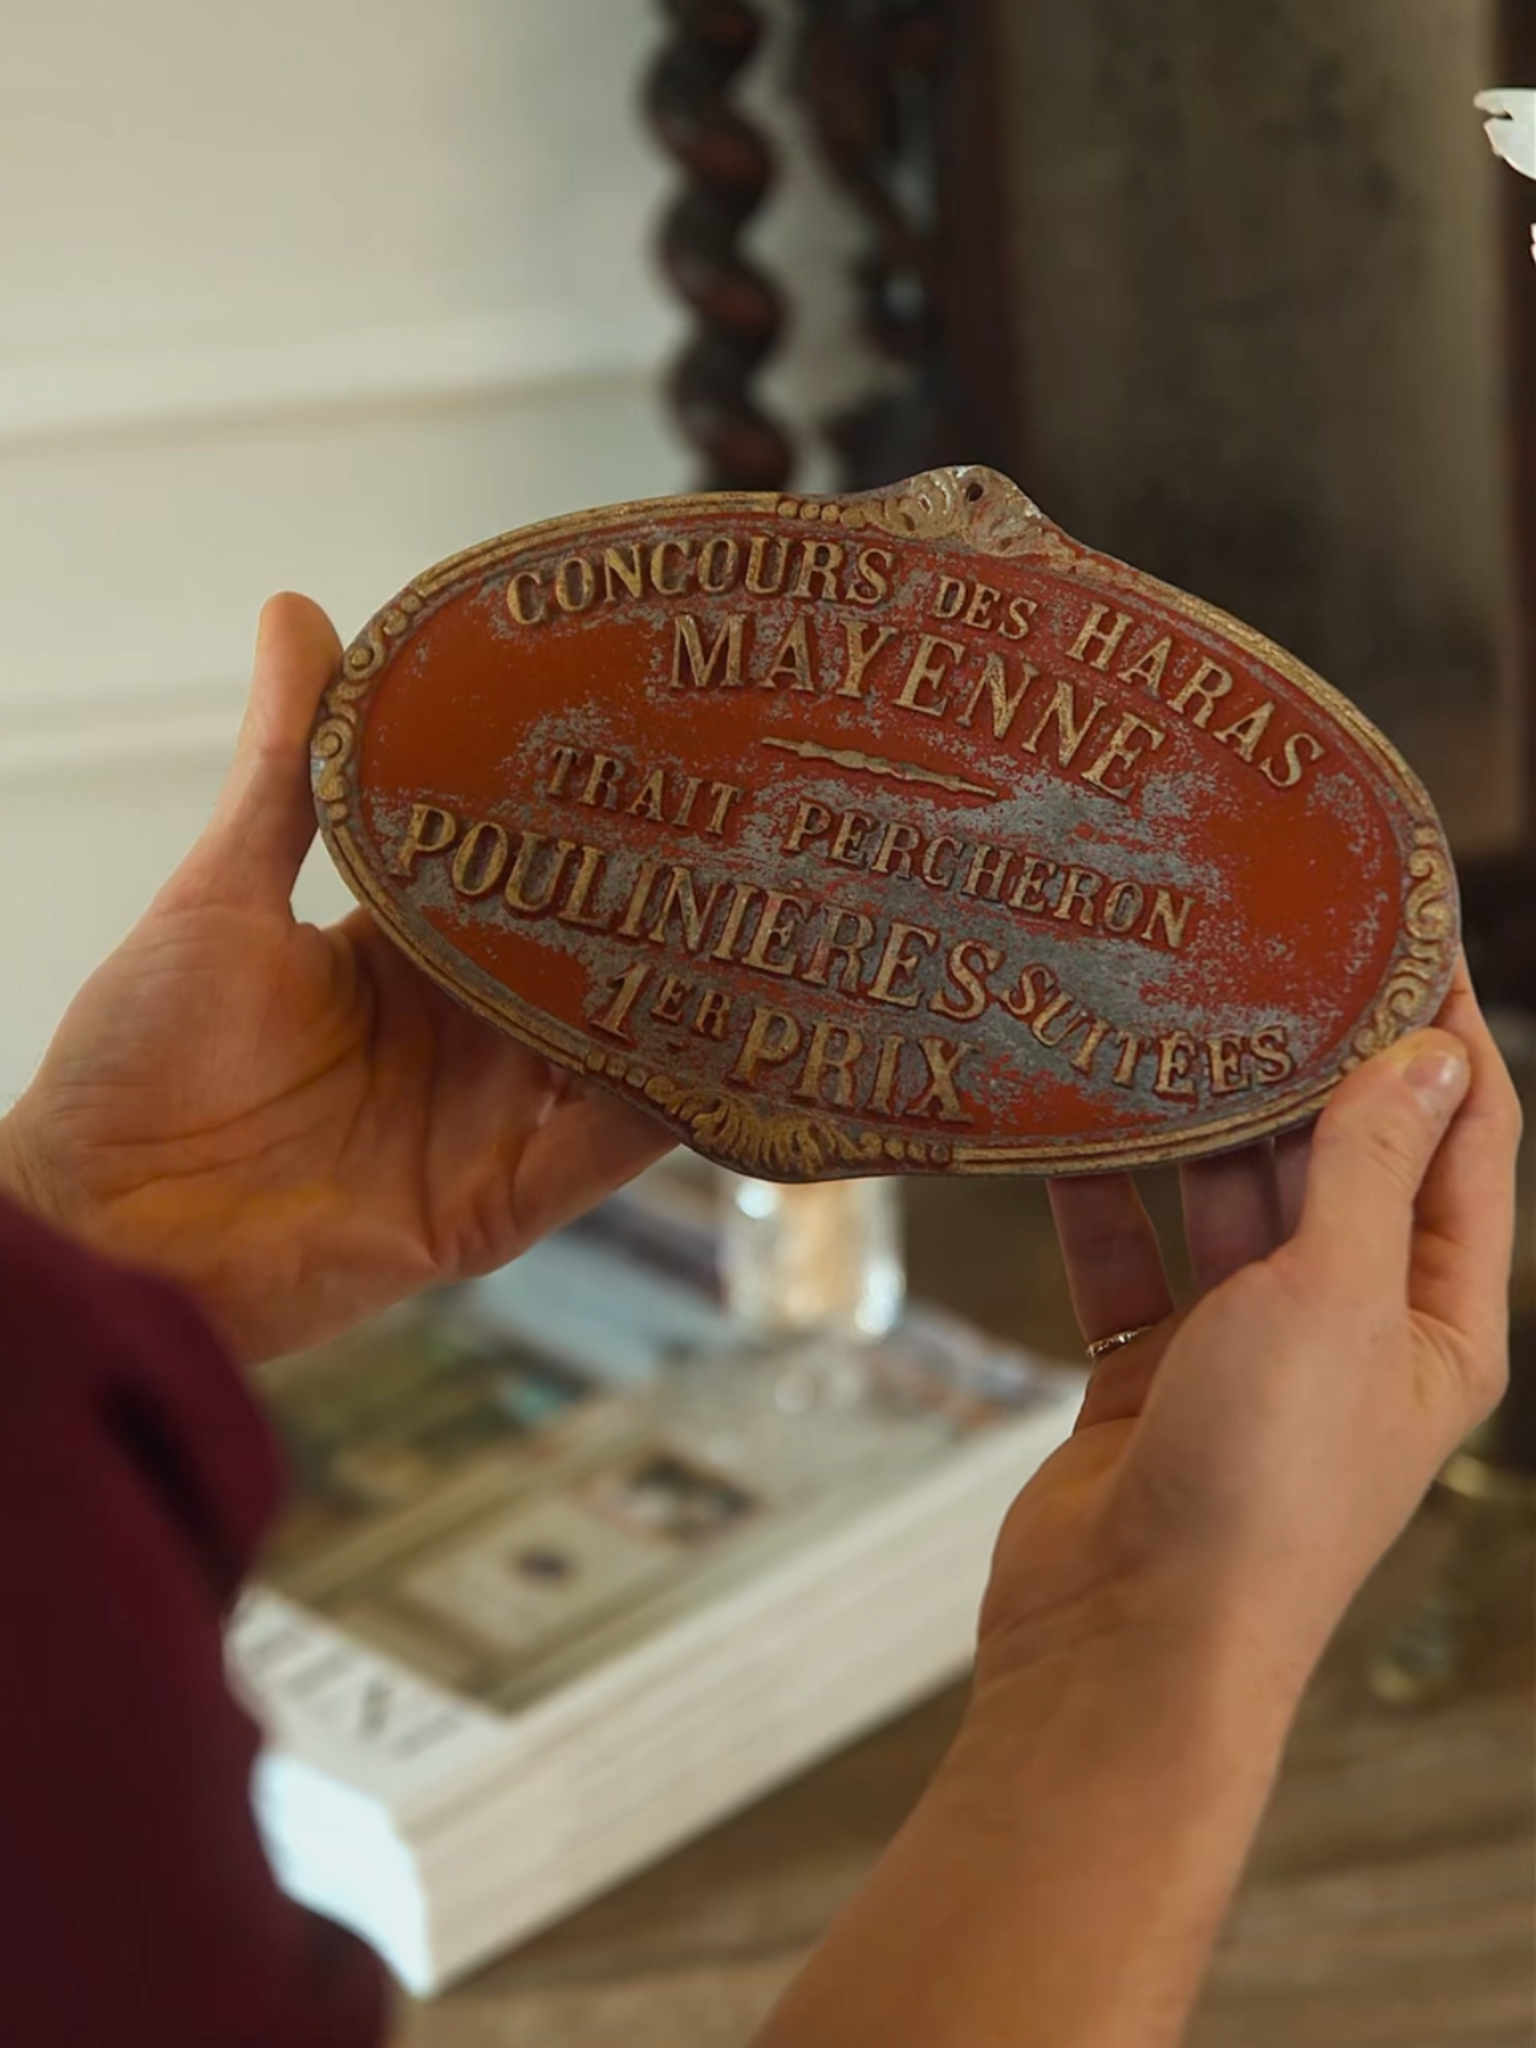 CONCOURS DES HARAS
MAYENNE
TRAIT PERCHERON
POULINIÈRES SUITÉES
1ER PRIX